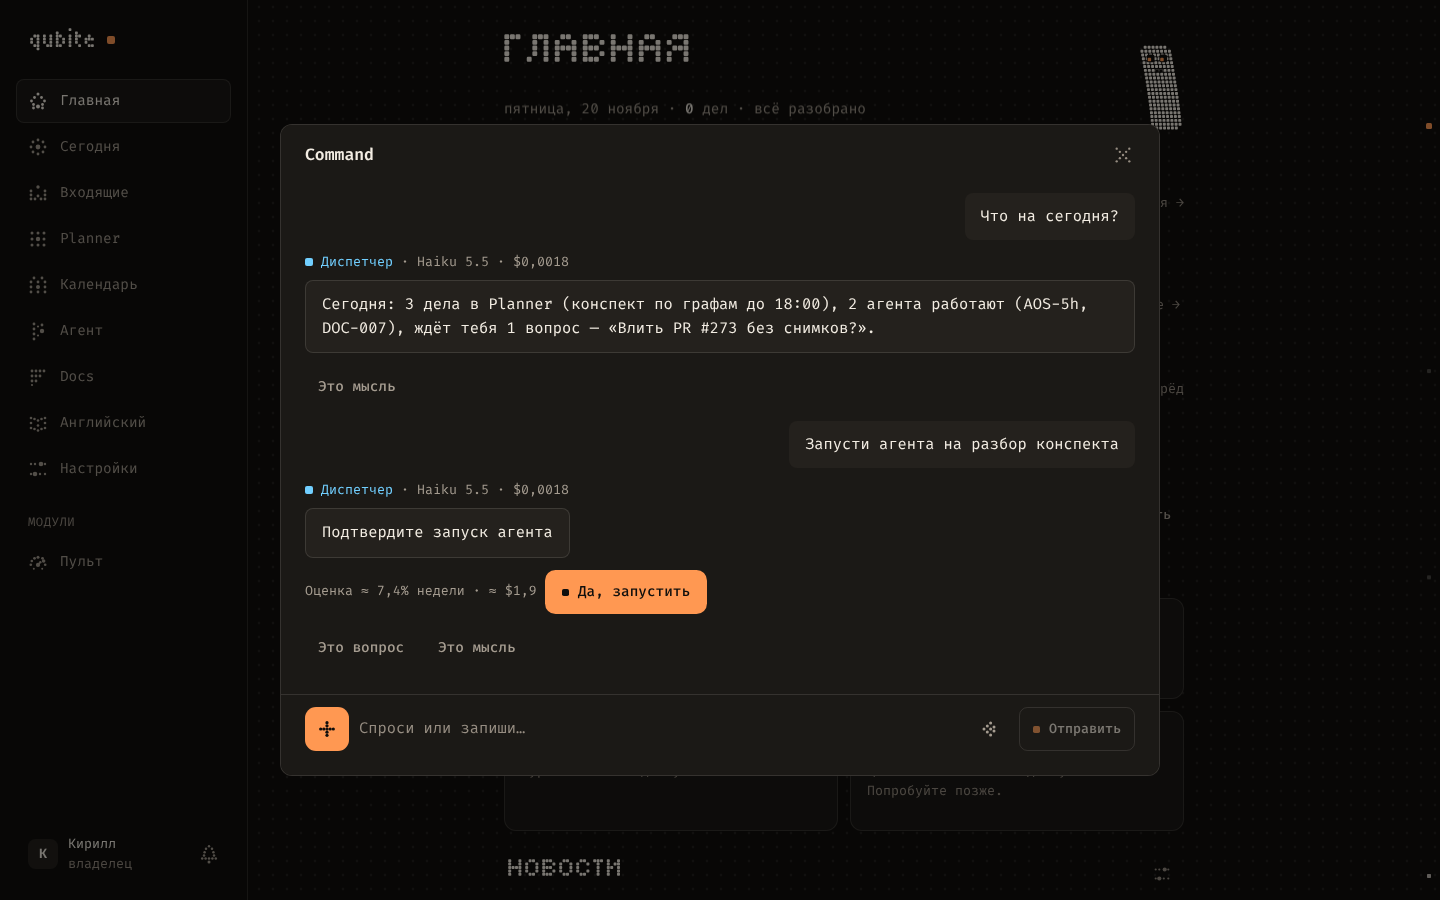 qubite
Главная
Сегодня
Входящие
Planner
Календарь
Агент
Docs
Английский
Настройки
МОДУЛИ
Пульт
К
Кирилл
владелец
ГЛАВНАЯ
пятница, 20 ноября · 0 дел · всё разобрано
Command
Что на сегодня?
Диспетчер · Haiku 5.5 · $0,0018
Сегодня: 3 дела в Planner (конспект по графам до 18:00), 2 агента работают (AOS-5h,
DOC-007), ждёт тебя 1 вопрос — «Влить PR #273 без снимков?».
Это мысль
Запусти агента на разбор конспекта
Диспетчер · Haiku 5.5 · $0,0018
Подтвердите запуск агента
Оценка ≈ 7,4% недели · ≈ $1,9
Да, запустить
Это вопрос Это мысль
Спроси или запиши…
Отправить
Попробуйте позже.
НОВОСТИ